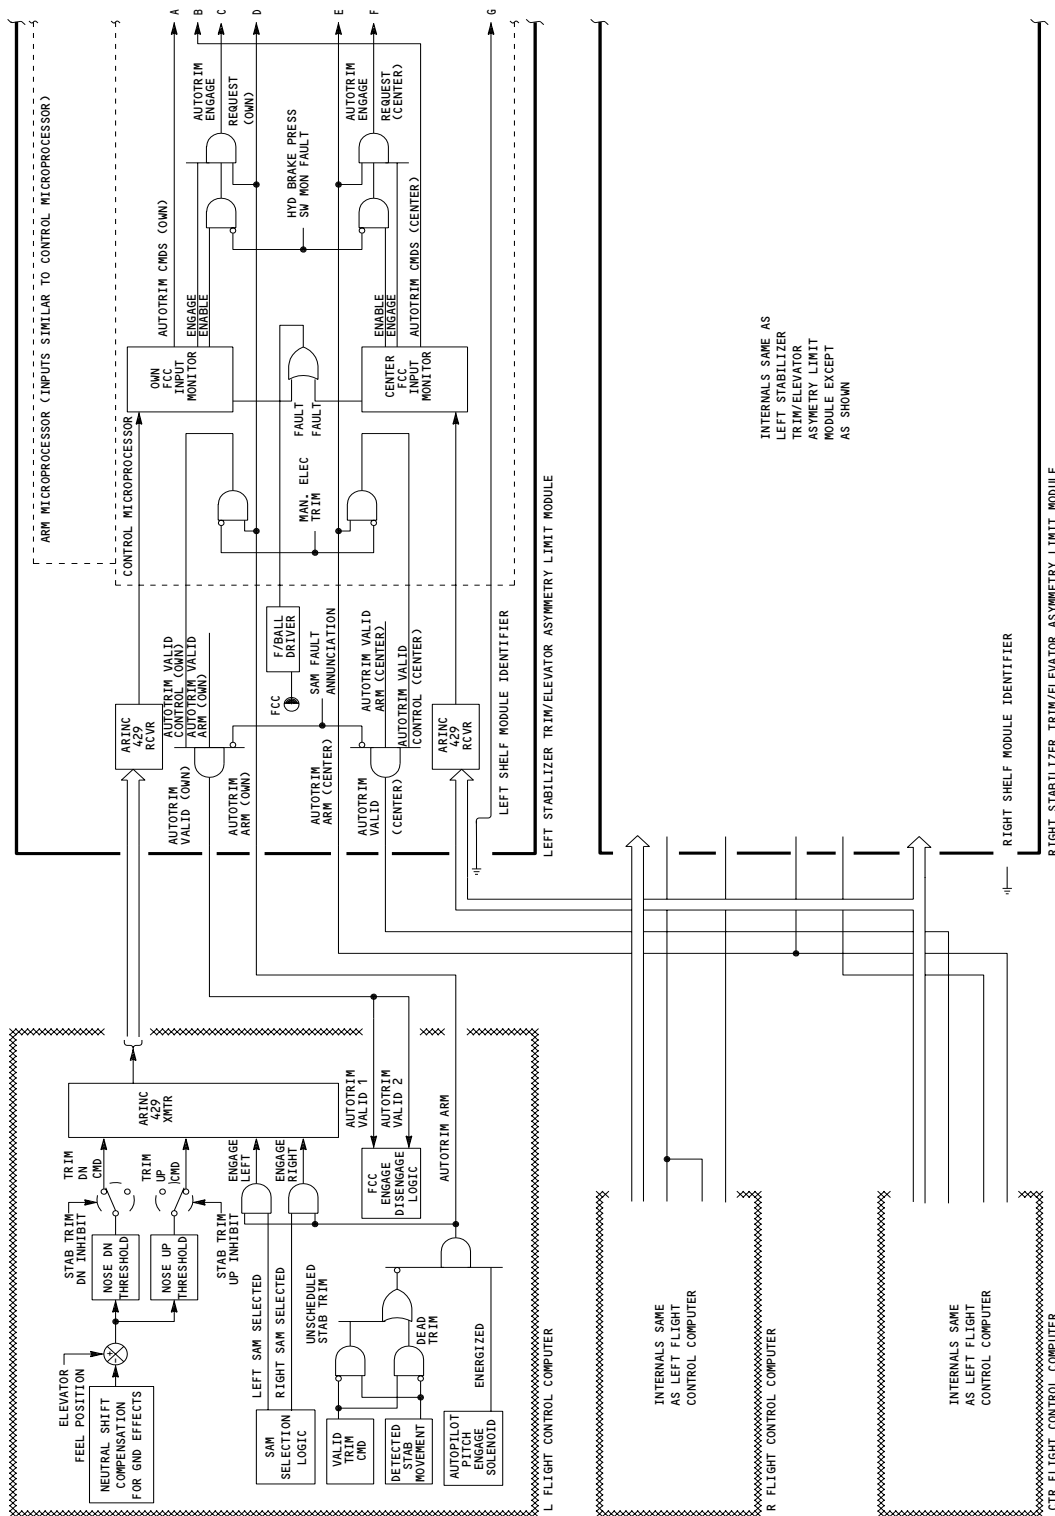 ARM MICROPROCESSOR (INPUTS SIMILAR TO CONTROL MICROPROCESSOR)
CONTROL MICROPROCESSOR
A
B
C
D
E
F
G
AUTOTRIM
ENGAGE
REQUEST
(OWN)
AUTOTRIM
ENGAGE
REQUEST
(CENTER)
HYD BRAKE PRESS
SW MON FAULT
AUTOTRIM CMDS (OWN)
ENGAGE
ENABLE
ENABLE
ENGAGE
AUTOTRIM CMDS (CENTER)
OWN
FCC
INPUT
MONITOR
CENTER
FCC
INPUT
MONITOR
FAULT
FAULT
MAN. ELEC
TRIM
ARINC
429
RCVR
AUTOTRIM VALID
CONTROL (OWN)
AUTOTRIM VALID
ARM (OWN)
F/BALL
DRIVER
FCC
SAM FAULT
ANNUNCIATION
AUTOTRIM VALID
ARM (CENTER)
AUTOTRIM VALID
CONTROL (CENTER)
ARINC
429
RCVR
AUTOTRIM
VALID (OWN)
AUTOTRIM
ARM (OWN)
AUTOTRIM
ARM (CENTER)
AUTOTRIM
VALID
(CENTER)
LEFT SHELF MODULE IDENTIFIER
LEFT STABILIZER TRIM/ELEVATOR ASYMMETRY LIMIT MODULE
INTERNALS SAME AS
LEFT STABILIZER
TRIM/ELEVATOR
ASYMETRY LIMIT
MODULE EXCEPT
AS SHOWN
RIGHT SHELF MODULE IDENTIFIER
RIGHT STABILIZER TRIM/ELEVATOR ASYMMETRY LIMIT MODULE
ELEVATOR
FEEL POSITION
NEUTRAL SHIFT
COMPENSATION
FOR GND EFFECTS
STAB TRIM
DN INHIBIT
NOSE DN
THRESHOLD
NOSE UP
THRESHOLD
STAB TRIM
UP INHIBIT
TRIM
DN
CMD
TRIM
UP
CMD
ARINC
429
XMTR
ENGAGE
LEFT
ENGAGE
RIGHT
LEFT SAM SELECTED
RIGHT SAM SELECTED
SAM
SELECTION
LOGIC
UNSCHEDULED
STAB TRIM
VALID
TRIM
CMD
DETECTED
STAB
MOVEMENT
DEAD
TRIM
AUTOPILOT
PITCH
ENGAGE
SOLENOID
ENERGIZED
AUTOTRIM
VALID 1
AUTOTRIM
VALID 2
FCC
ENGAGE
DISENGAGE
LOGIC
AUTOTRIM ARM
L FLIGHT CONTROL COMPUTER
INTERNALS SAME
AS LEFT FLIGHT
CONTROL COMPUTER
R FLIGHT CONTROL COMPUTER
INTERNALS SAME
AS LEFT FLIGHT
CONTROL COMPUTER
CTR FLIGHT CONTROL COMPUTER